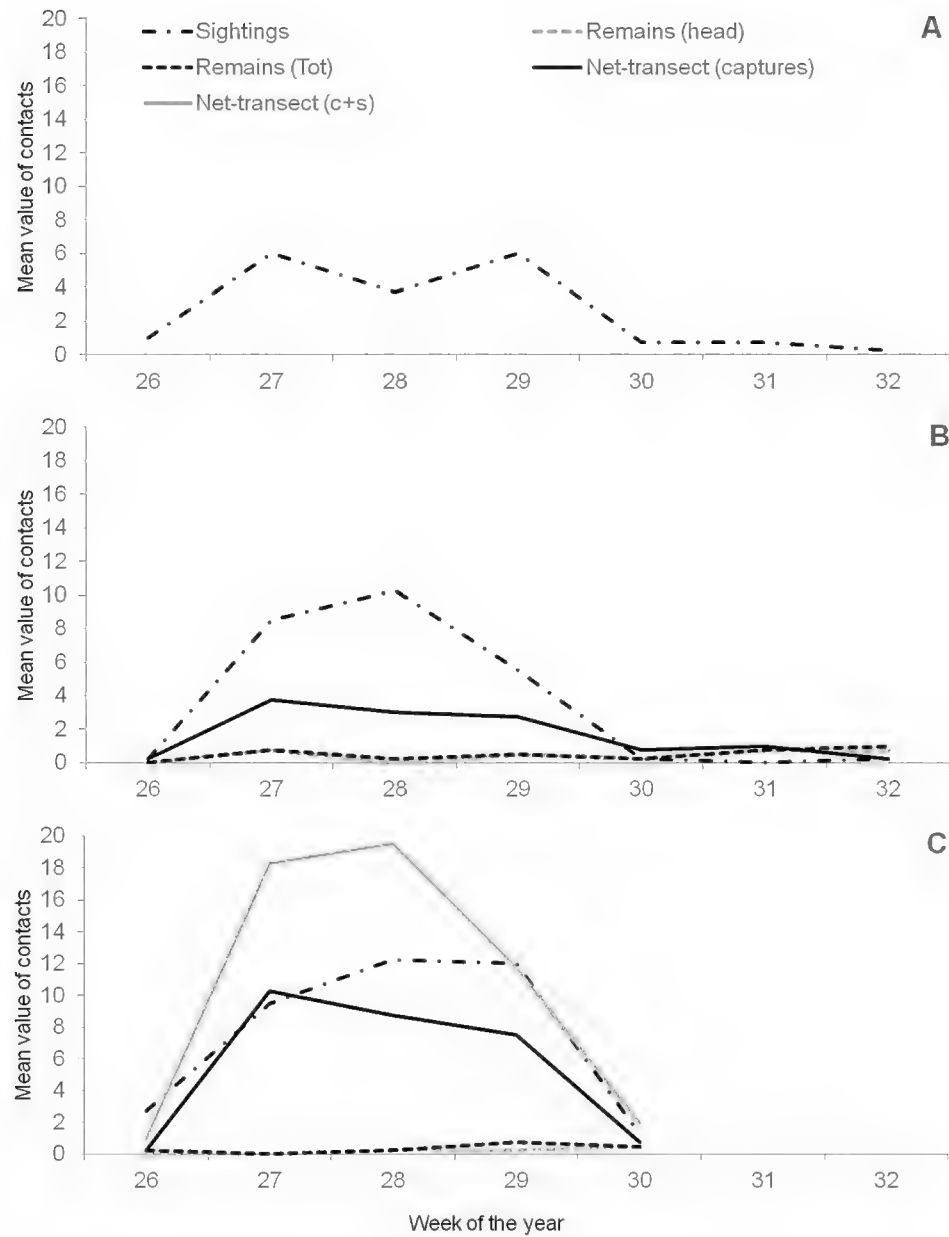 20
18
16
14
12
10
8
6
4
2
0
Mean value of contacts
Sightings
Remains (head)
Remains (Tot)
Net-transect (captures)
Net-transect (c+s)
A
26 27 28 29 30 31 32
20
18
16
14
12
10
8
6
4
2
0
Mean value of contacts
B
26 27 28 29 30 31 32
20
18
16
14
12
10
8
6
4
2
0
Mean value of contacts
C
26 27 28 29 30 31 32
Week of the year